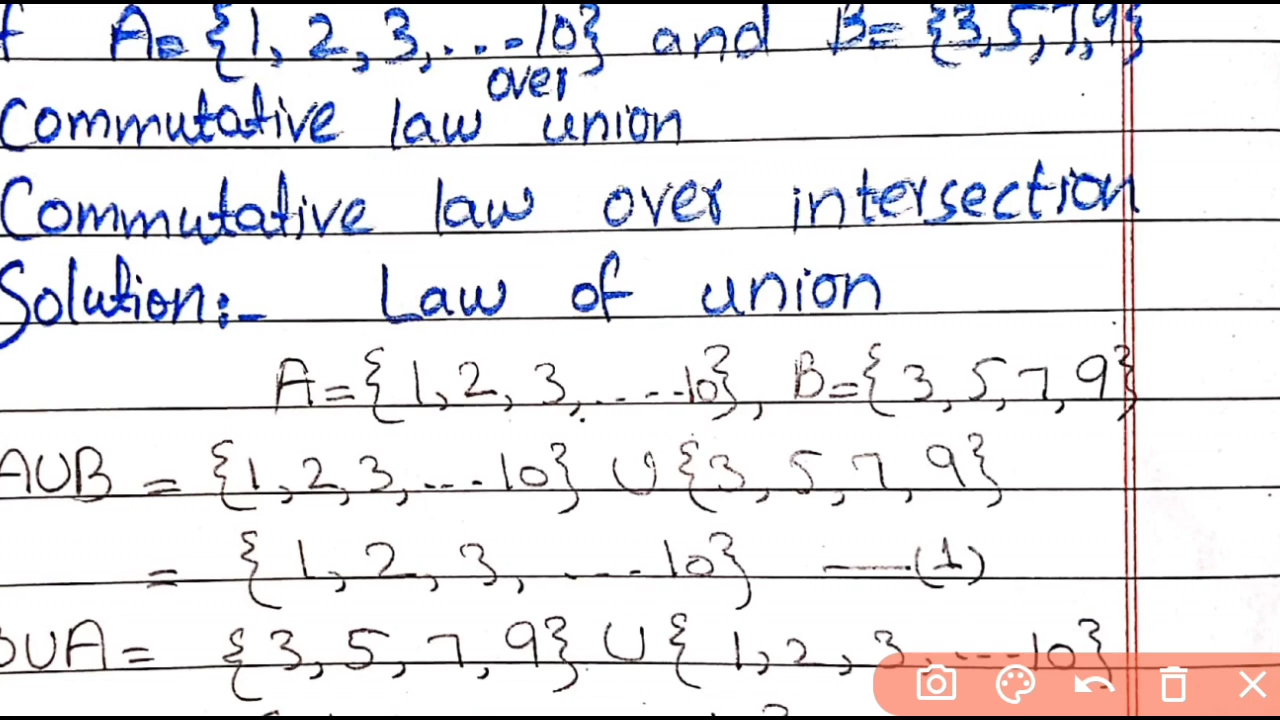 f A= {1, 2, 3, ...10} and B= {3,5,7,9}
over
Commutative law union
Commutative law over intersection
Solution:- Law of union
A={1, 2, 3, ....10}, B={3, 5, 7, 9}
AUB = {1, 2, 3, ...10} U {3, 5, 7, 9}
= {1, 2, 3, ....10} —(1)
BUA= {3, 5, 7, 9} U {1, 2, 3, ...10}